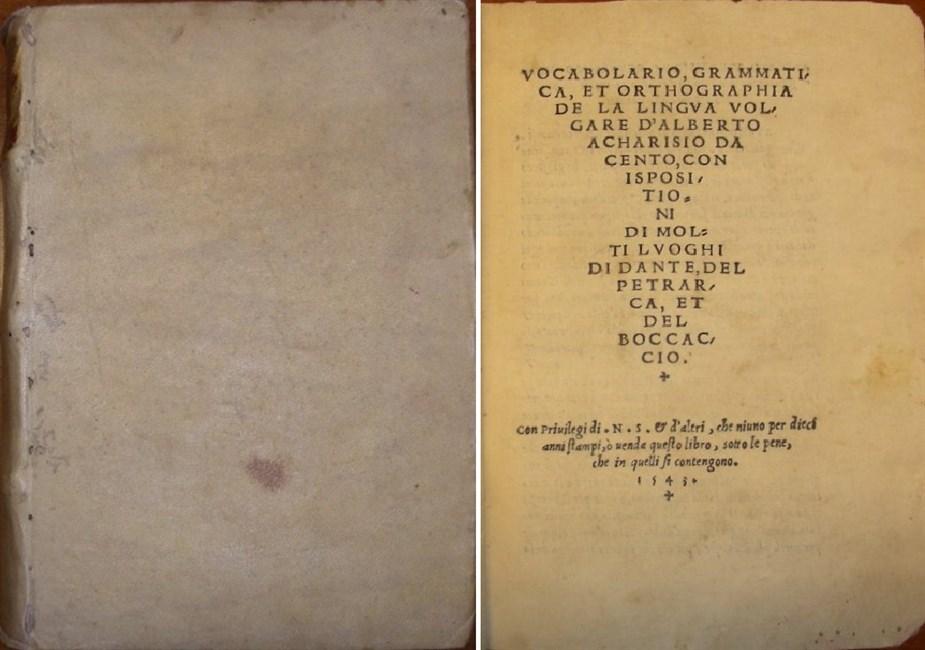 VOCABOLARIO, GRAMMATI⸗
CA, ET ORTHOGRAPHIA
DE LA LINGVA VOL⸗
GARE D'ALBERTO
ACHARISIO DA
CENTO, CON
ISPOSI⸗
TIO⸗
NI
DI MOL⸗
TI LVOGHI
DI DANTE, DEL
PETRAR⸗
CA, ET
DEL
BOCCAC⸗
CIO.
Con Priuilegi di . N . S . & d'altri , che niuno per dieci
anni stampi, ò uenda questo libro , sotto le pene,
che in quelli si contengono.
1543.